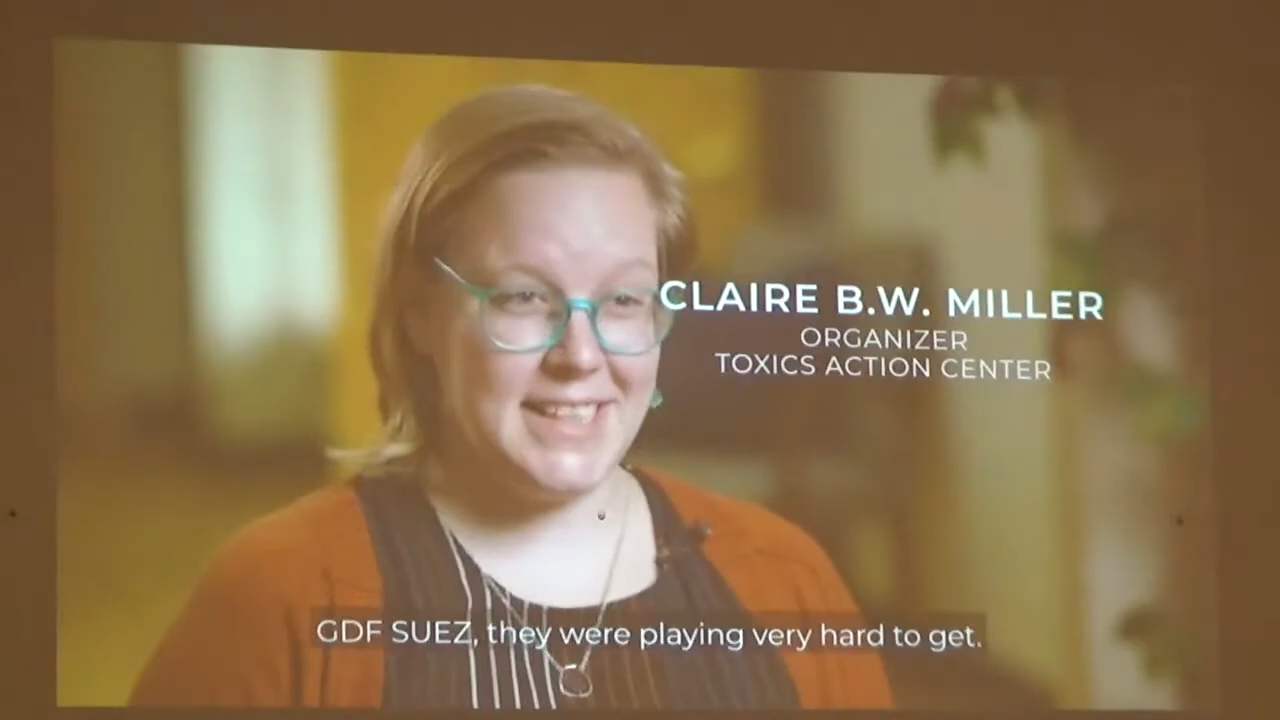 CLAIRE B.W. MILLER
ORGANIZER
TOXICS ACTION CENTER
GDF SUEZ, they were playing very hard to get.